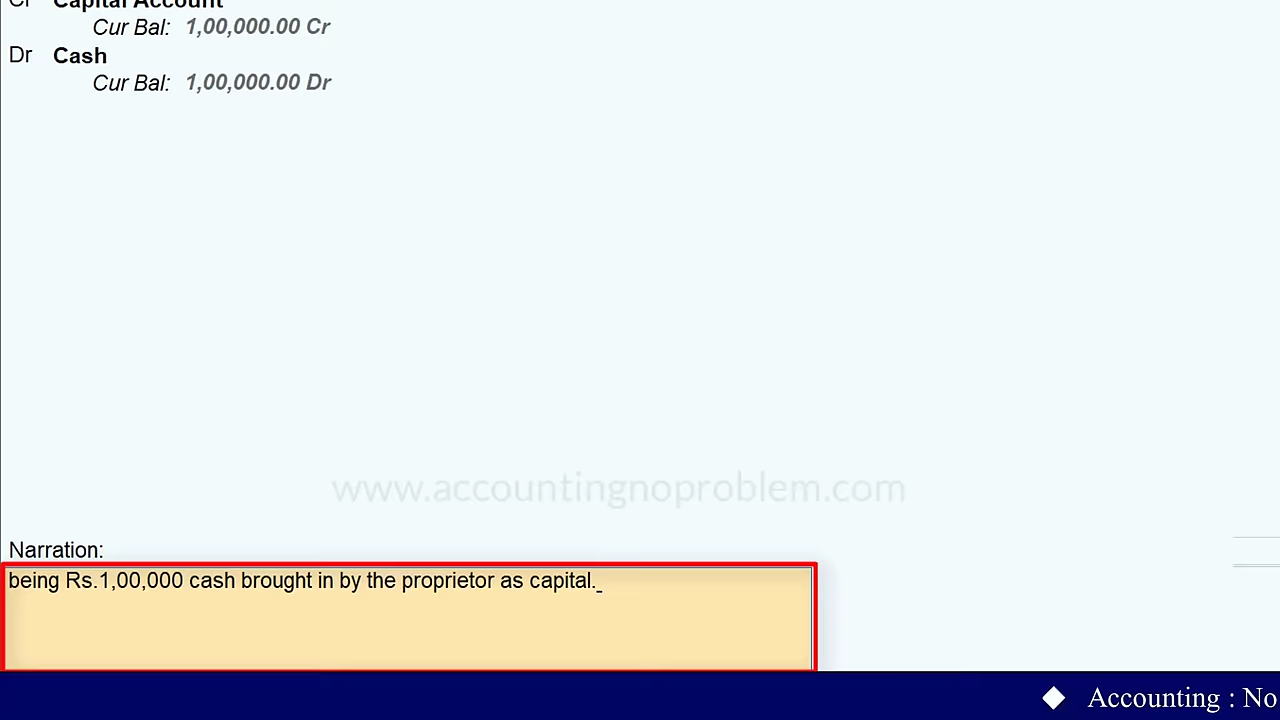 Cr Capital Account
Cur Bal: 1,00,000.00 Cr
Dr Cash
Cur Bal: 1,00,000.00 Dr
www.accountingnoproblem.com
Narration:
being Rs.1,00,000 cash brought in by the proprietor as capital._
◆ Accounting : No